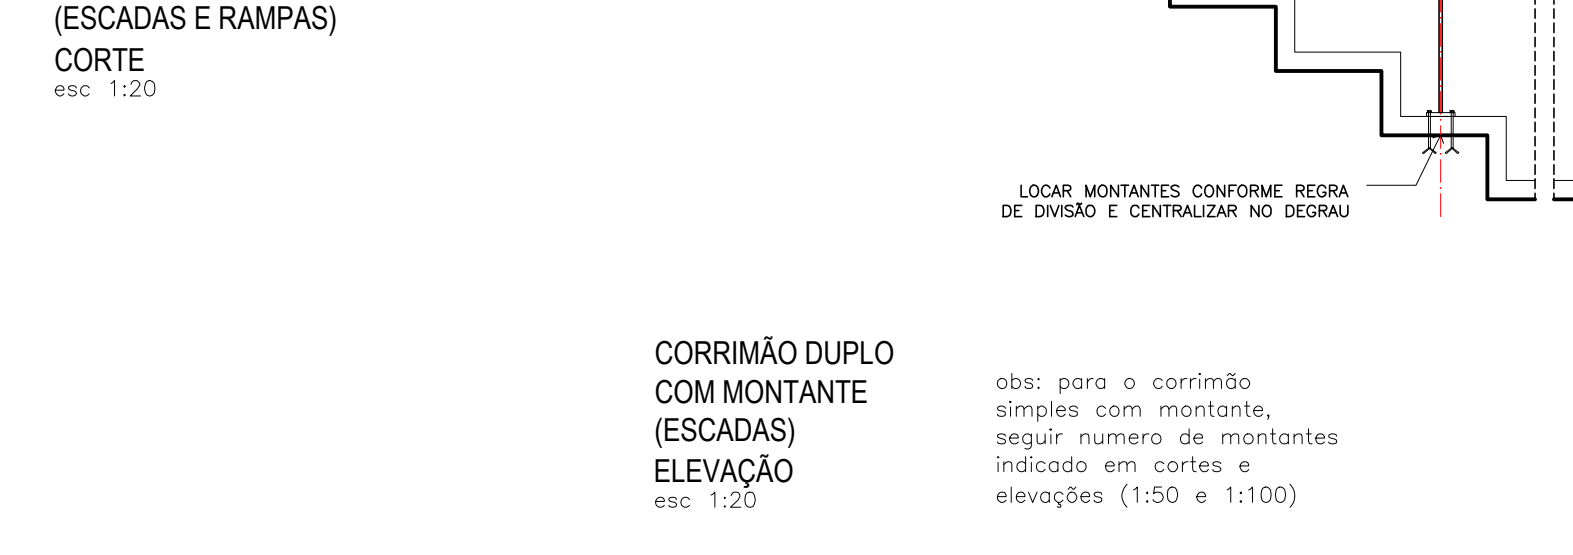 (ESCADAS E RAMPAS)
CORTE
esc 1:20
LOCAR MONTANTES CONFORME REGRA
DE DIVISÃO E CENTRALIZAR NO DEGRAU
CORRIMÃO DUPLO
COM MONTANTE
(ESCADAS)
ELEVAÇÃO
esc 1:20
obs: para o corrimão
simples com montante,
seguir numero de montantes
indicado em cortes e
elevações (1:50 e 1:100)